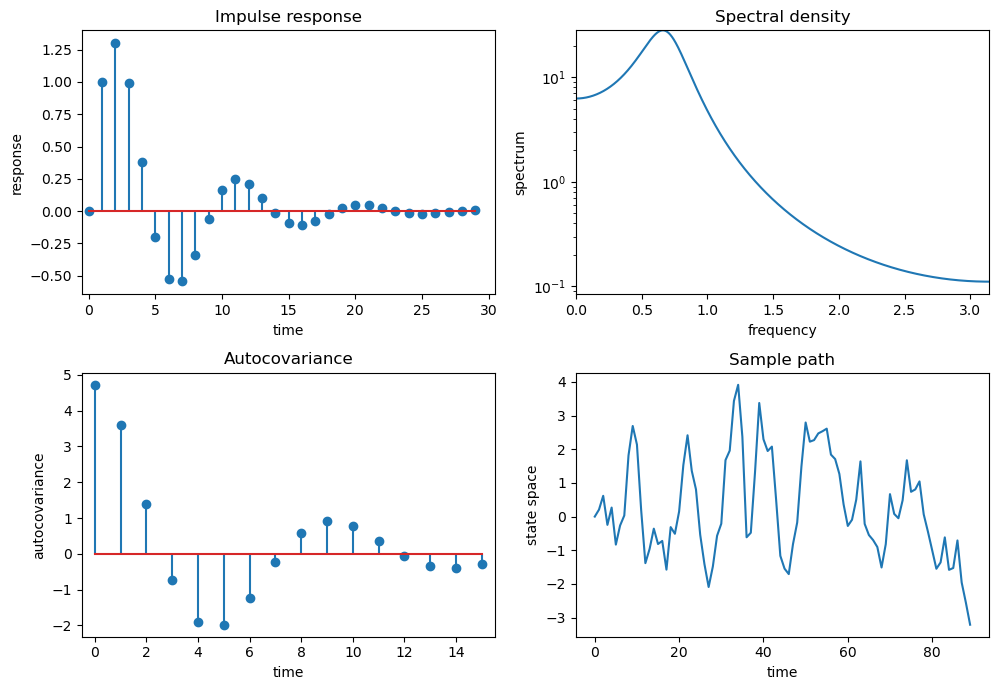 Impulse response
1.25
1.00
0.75
0.50
0.25
0.00
−0.25
−0.50
response
0 5 10 15 20 25 30
time
Spectral density
10^1
10^0
10^−1
spectrum
0.0 0.5 1.0 1.5 2.0 2.5 3.0
frequency
Autocovariance
5
4
3
2
1
0
−1
−2
autocovariance
0 2 4 6 8 10 12 14
time
Sample path
4
3
2
1
0
−1
−2
−3
state space
0 20 40 60 80
time